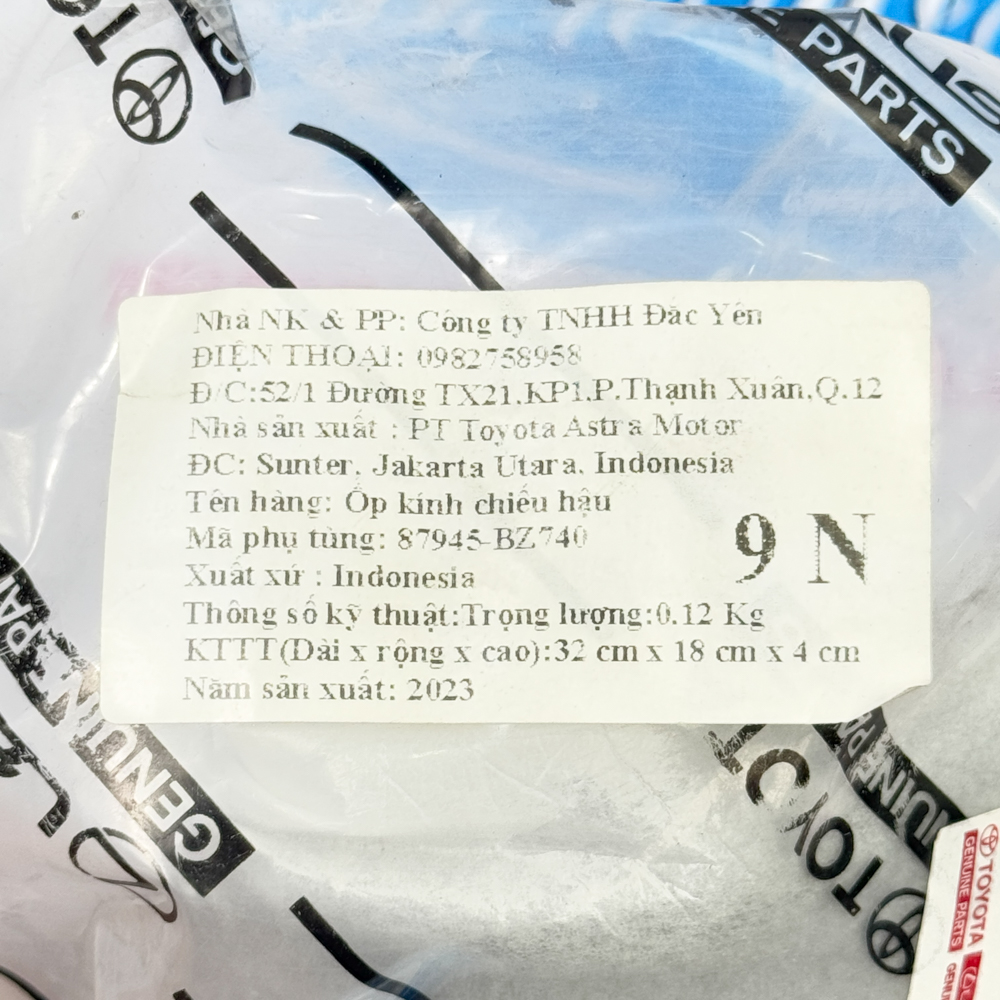 TOYOTA
PARTS
Nhà NK & PP: Công ty TNHH Đăc Yên
ĐIỆN THOẠI: 0982758958
Đ/C:52/1 Đường TX21.KP1.P.Thạnh Xuân.Q.12
Nhà sản xuất : PT Toyota Astra Motor
ĐC: Sunter. Jakarta Utara. Indonesia
Tên hàng: Ốp kính chiếu hậu
Mã phụ tùng: 87945-BZ740
Xuất xứ : Indonesia
9 N
Thông số kỹ thuật:Trọng lượng:0.12 Kg
KTTT(Dài x rộng x cao):32 cm x 18 cm x 4 cm
Năm sản xuất: 2023
GENUINE PA
TOYOTA
GENUINE PARTS